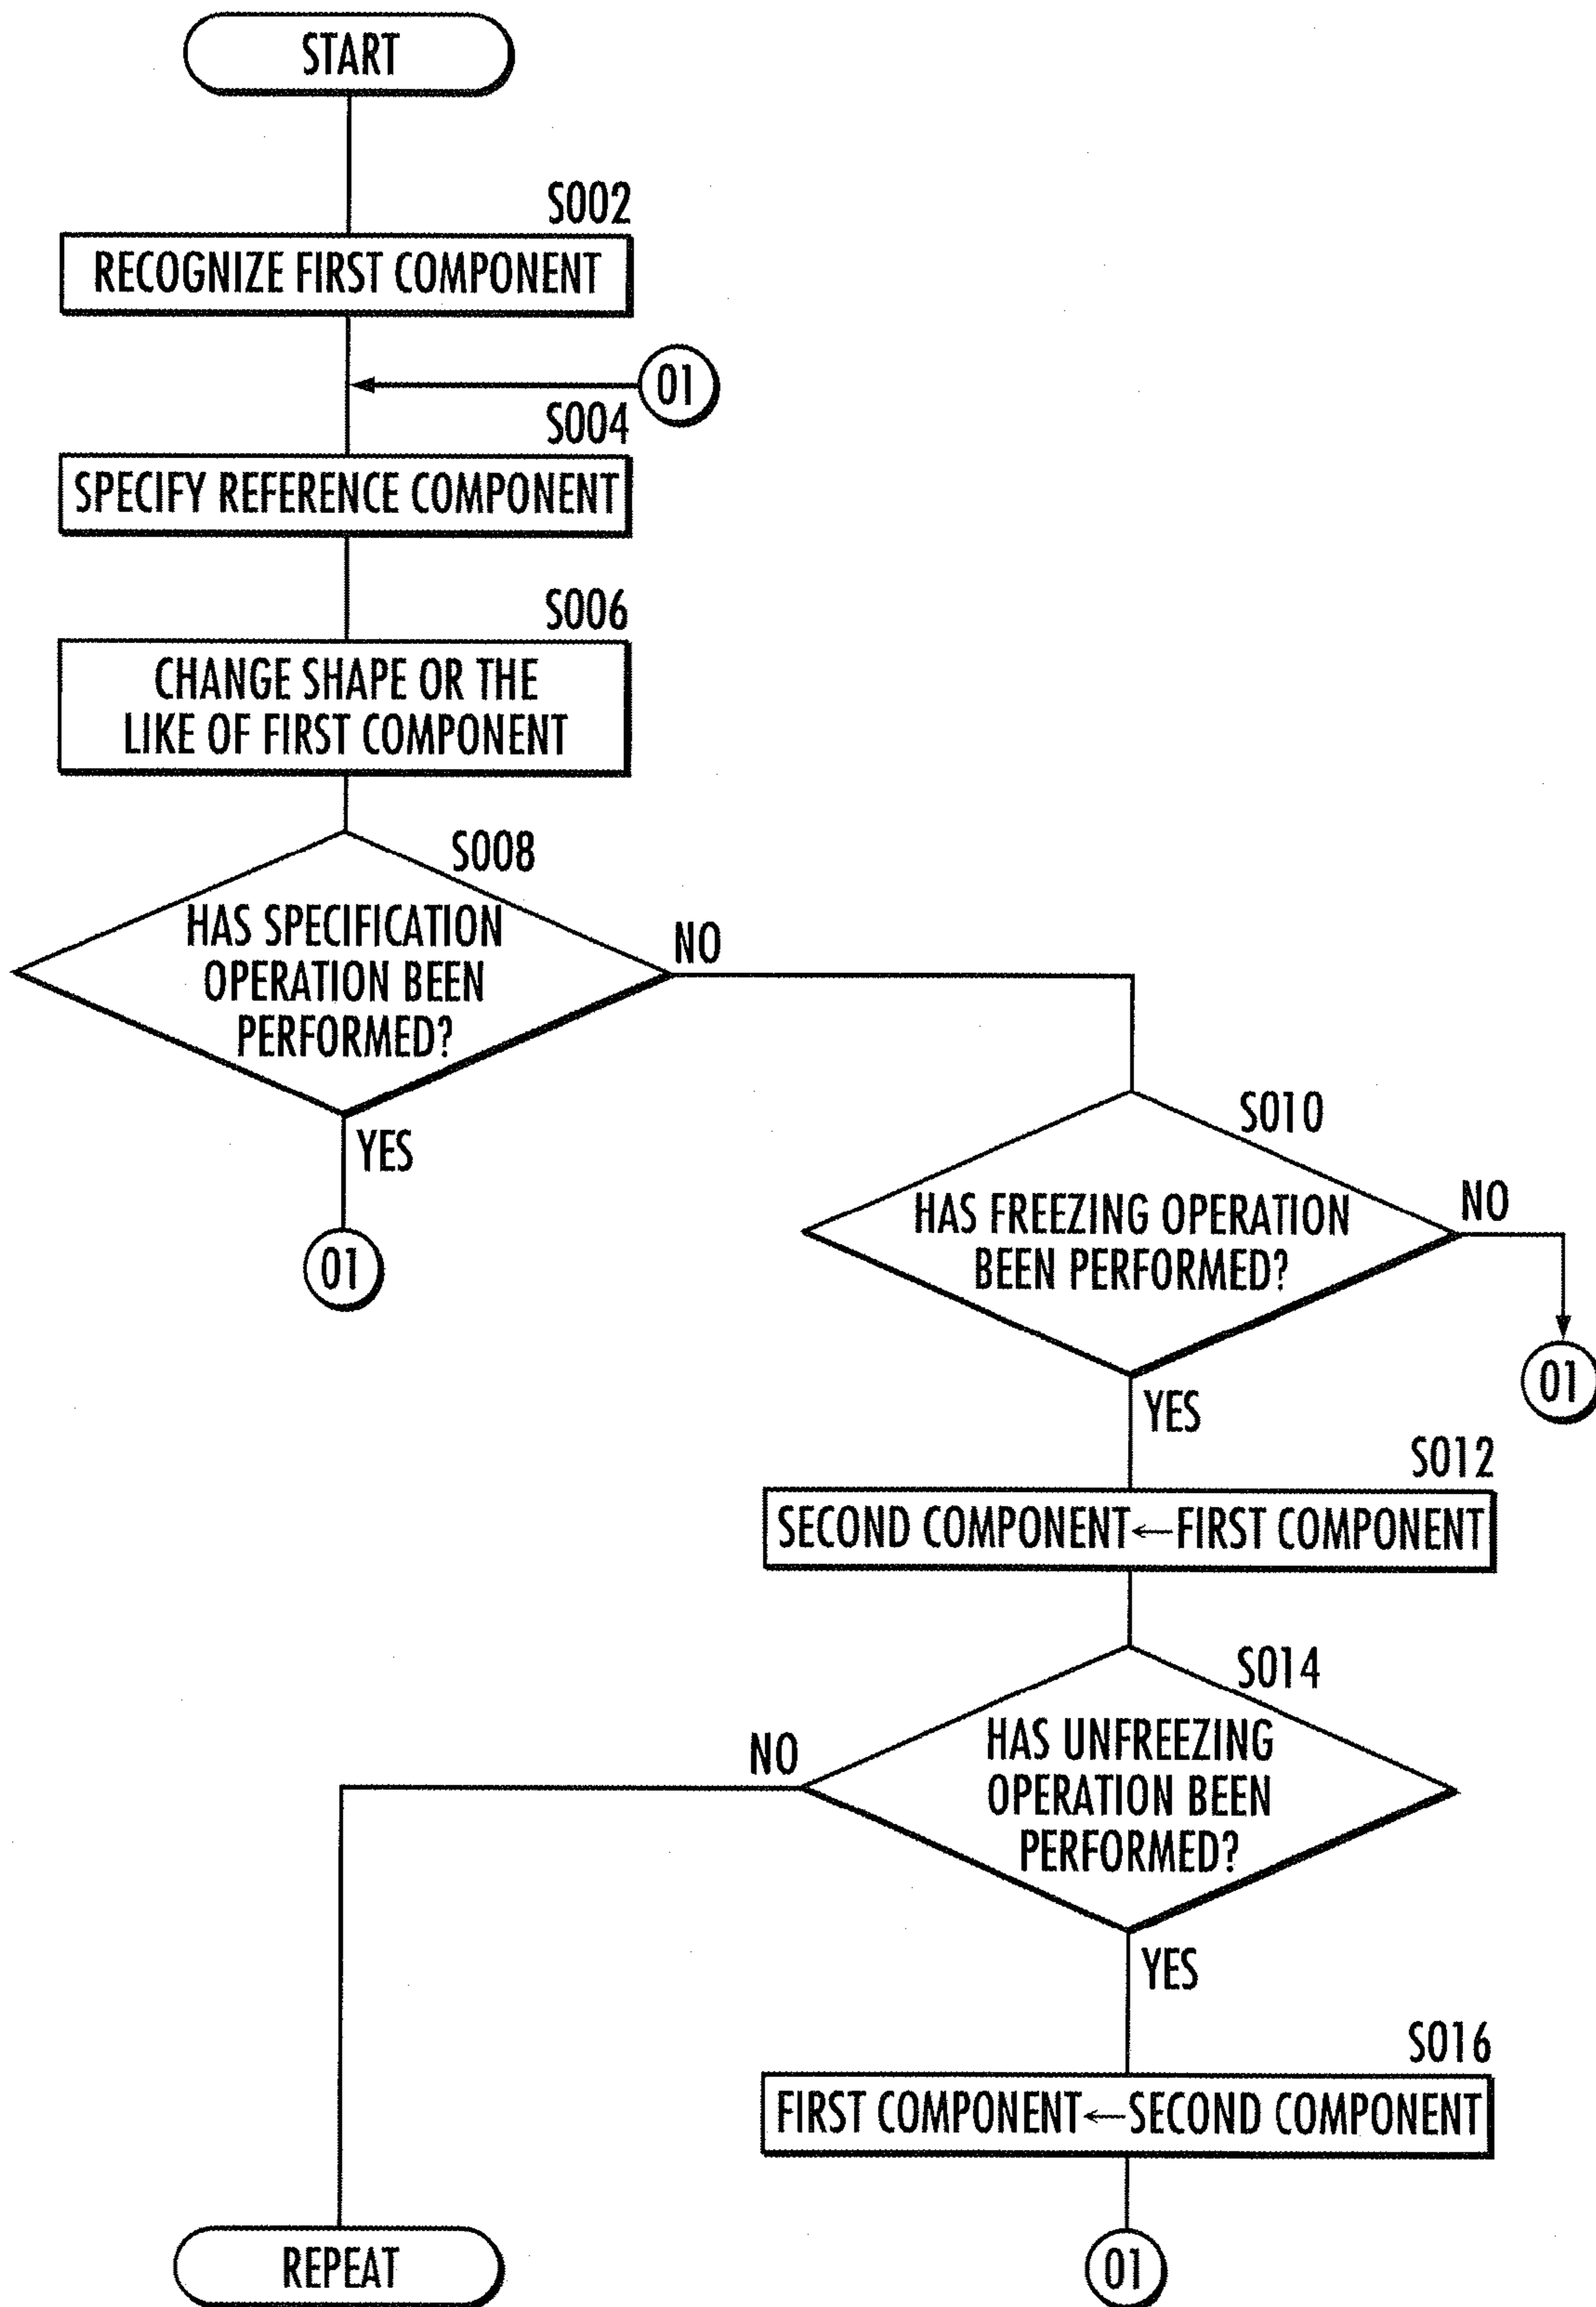 START
S002
RECOGNIZE FIRST COMPONENT
01
S004
SPECIFY REFERENCE COMPONENT
S006
CHANGE SHAPE OR THE
LIKE OF FIRST COMPONENT
S008
HAS SPECIFICATION
OPERATION BEEN
PERFORMED?
NO
YES
01
S010
HAS FREEZING OPERATION
BEEN PERFORMED?
NO
01
YES
S012
SECOND COMPONENT←FIRST COMPONENT
S014
HAS UNFREEZING
OPERATION BEEN
PERFORMED?
NO
YES
S016
FIRST COMPONENT←SECOND COMPONENT
REPEAT
01